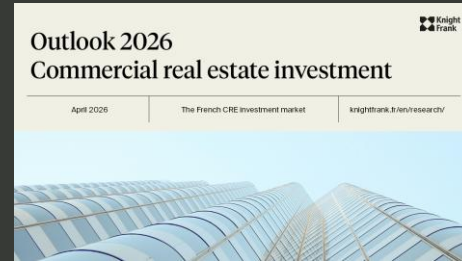 Knight
Frank
Outlook 2026
Commercial real estate investment
April 2026
The French CRE investment market
knightfrank.fr/en/research/